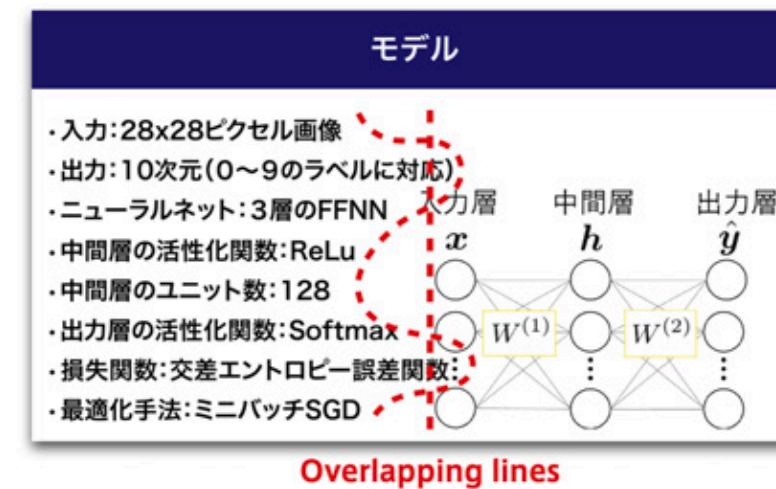 モデル
・入力:28x28ピクセル画像
・出力:10次元(0〜9のラベルに対応)
・ニューラルネット:3層のFFNN
・中間層の活性化関数:ReLu
・中間層のユニット数:128
・出力層の活性化関数:Softmax
・損失関数:交差エントロピー誤差関数
・最適化手法:ミニバッチSGD
入力層 中間層 出力層
x h ŷ
W(1) W(2)
Overlapping lines